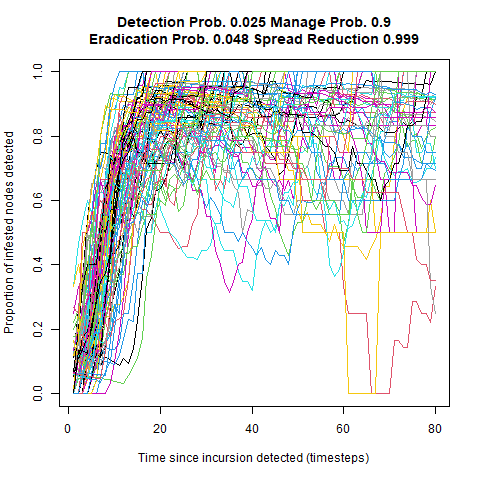 Detection Prob. 0.025 Manage Prob. 0.9
Eradication Prob. 0.048 Spread Reduction 0.999
Proportion of infested nodes detected
1.0
0.8
0.6
0.4
0.2
0.0
0
20
40
60
80
Time since incursion detected (timesteps)